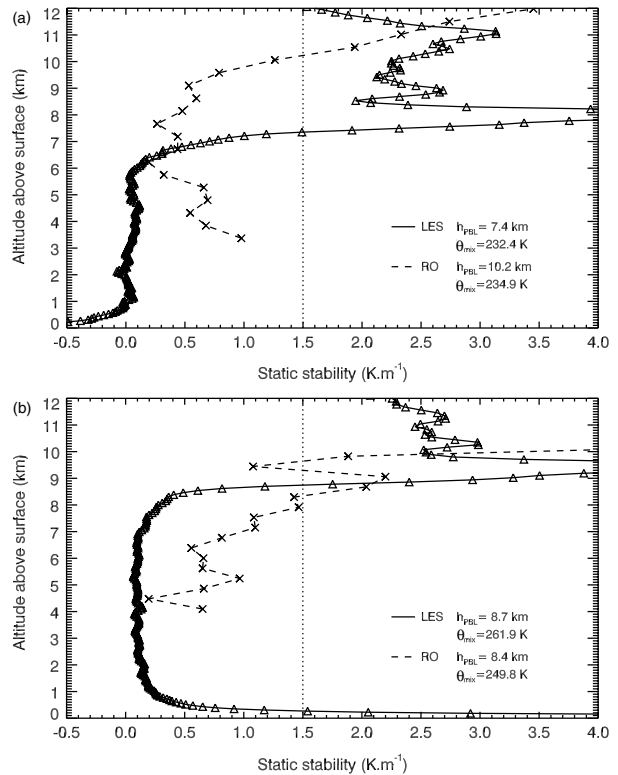 (a)
12
11
10
9
8
7
6
5
4
3
2
1
0
Altitude above surface (km)
LES h_PBL = 7.4 km
θ_mix=232.4 K
RO h_PBL=10.2 km
θ_mix=234.9 K
-0.5 0.0 0.5 1.0 1.5 2.0 2.5 3.0 3.5 4.0
Static stability (K.m⁻¹)
(b)
12
11
10
9
8
7
6
5
4
3
2
1
0
Altitude above surface (km)
LES h_PBL = 8.7 km
θ_mix=261.9 K
RO h_PBL = 8.4 km
θ_mix=249.8 K
-0.5 0.0 0.5 1.0 1.5 2.0 2.5 3.0 3.5 4.0
Static stability (K.m⁻¹)